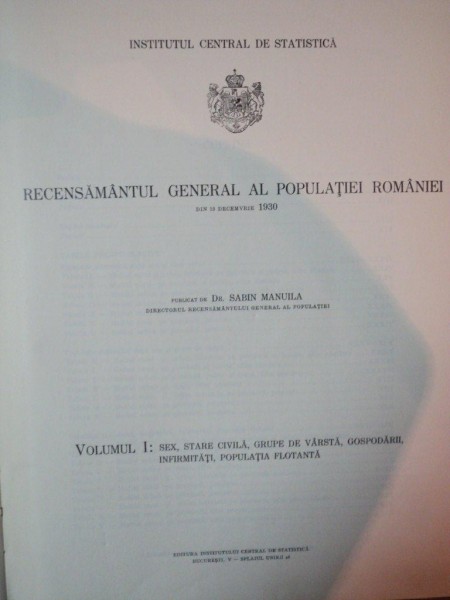 INSTITUTUL CENTRAL DE STATISTICĂ
RECENSĂMÂNTUL GENERAL AL POPULAȚIEI ROMÂNIEI
DIN DECEMVRIE 1930
PUBLICAT DE DR. SABIN MANUILA
DIRECTORUL RECENSĂMÂNTULUI GENERAL AL POPULAȚIEI
VOLUMUL I: SEX, STARE CIVILĂ, GRUPE DE VÂRSTĂ, GOSPODĂRII,
INFIRMITĂȚI, POPULAȚIA FLOTANTĂ
EDITURA INSTITUTULUI CENTRAL DE STATISTICĂ
BUCUREȘTI, SPLAIUL